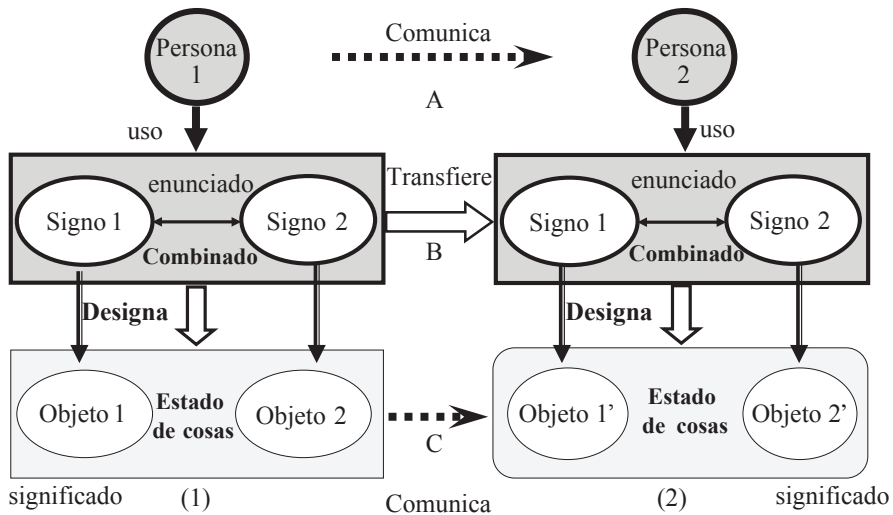 Persona
1
Comunica
A
Persona
2
uso
uso
enunciado
Signo 1
Signo 2
Combinado
Transfiere
B
enunciado
Signo 1
Signo 2
Combinado
Designa
Designa
Objeto 1
Estado
de cosas
Objeto 2
C
Objeto 1’
Estado
de cosas
Objeto 2’
significado
(1)
Comunica
(2)
significado